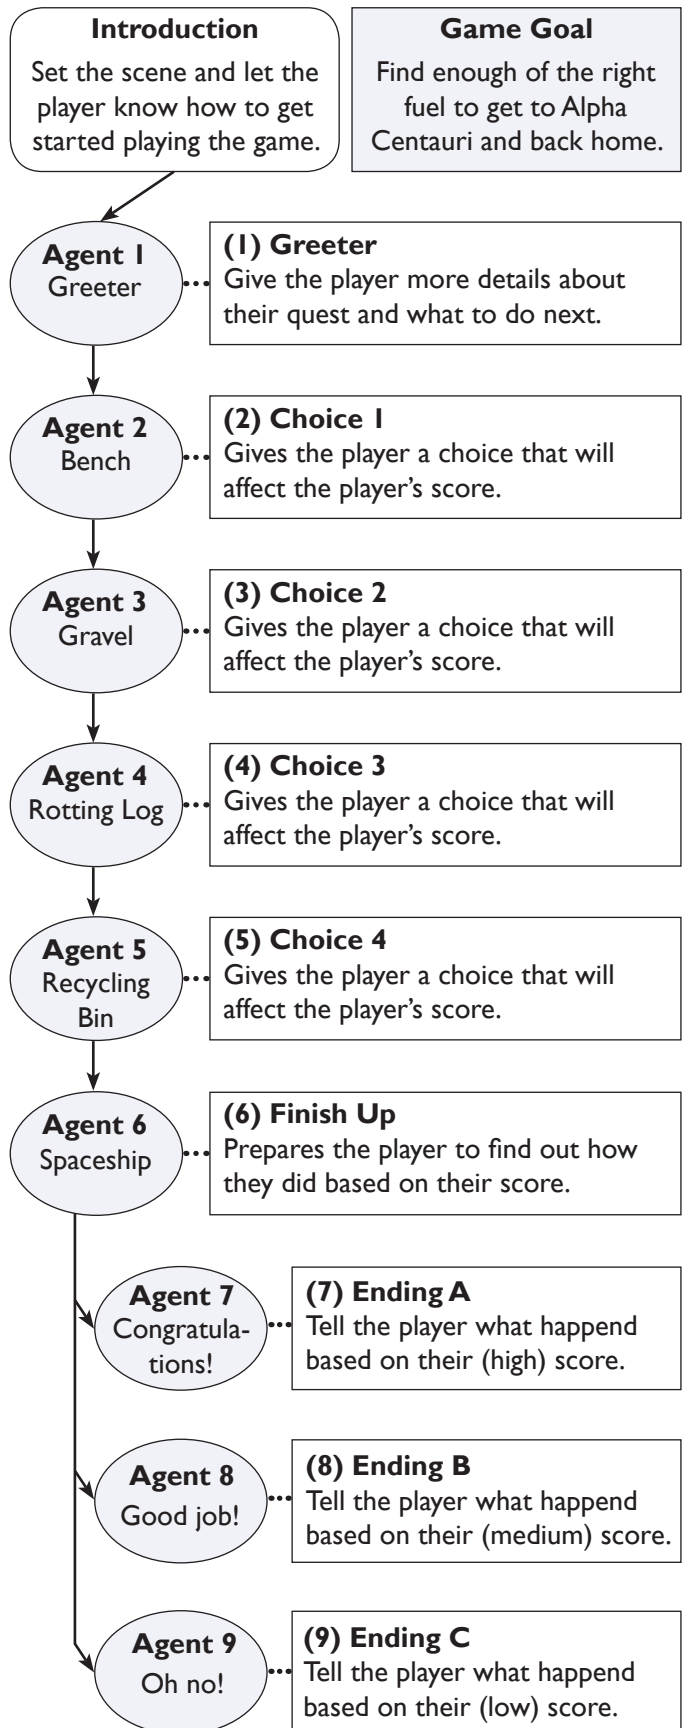 Introduction
Set the scene and let the
player know how to get
started playing the game.
Game Goal
Find enough of the right
fuel to get to Alpha
Centauri and back home.
Agent 1
Greeter
(1) Greeter
Give the player more details about
their quest and what to do next.
Agent 2
Bench
(2) Choice 1
Gives the player a choice that will
affect the player’s score.
Agent 3
Gravel
(3) Choice 2
Gives the player a choice that will
affect the player’s score.
Agent 4
Rotting Log
(4) Choice 3
Gives the player a choice that will
affect the player’s score.
Agent 5
Recycling
Bin
(5) Choice 4
Gives the player a choice that will
affect the player’s score.
Agent 6
Spaceship
(6) Finish Up
Prepares the player to find out how
they did based on their score.
Agent 7
Congratula-
tions!
(7) Ending A
Tell the player what happend
based on their (high) score.
Agent 8
Good job!
(8) Ending B
Tell the player what happend
based on their (medium) score.
Agent 9
Oh no!
(9) Ending C
Tell the player what happend
based on their (low) score.